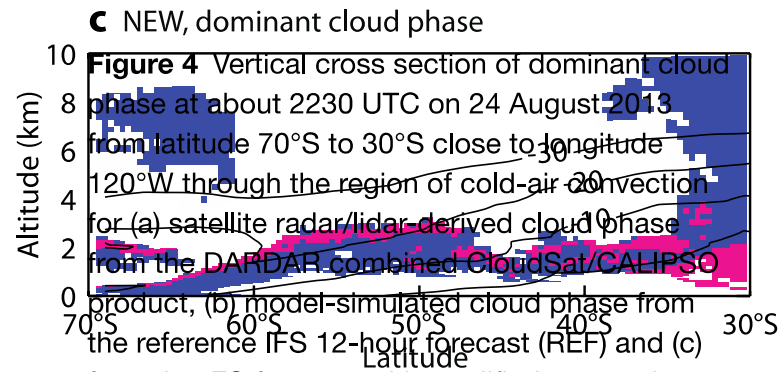 c NEW, dominant cloud phase
10
8
6
4
2
0
Altitude (km)
Figure 4 Vertical cross section of dominant cloud
phase at about 2230 UTC on 24 August 2013
from latitude 70°S to 30°S close to longitude
120°W through the region of cold-air convection
for (a) satellite radar/lidar-derived cloud phase
from the DARDAR combined CloudSat/CALIPSO
product, (b) model-simulated cloud phase from
the reference IFS 12-hour forecast (REF) and (c)
-30
-20
-10
70°S 60°S 50°S 40°S 30°S
Latitude